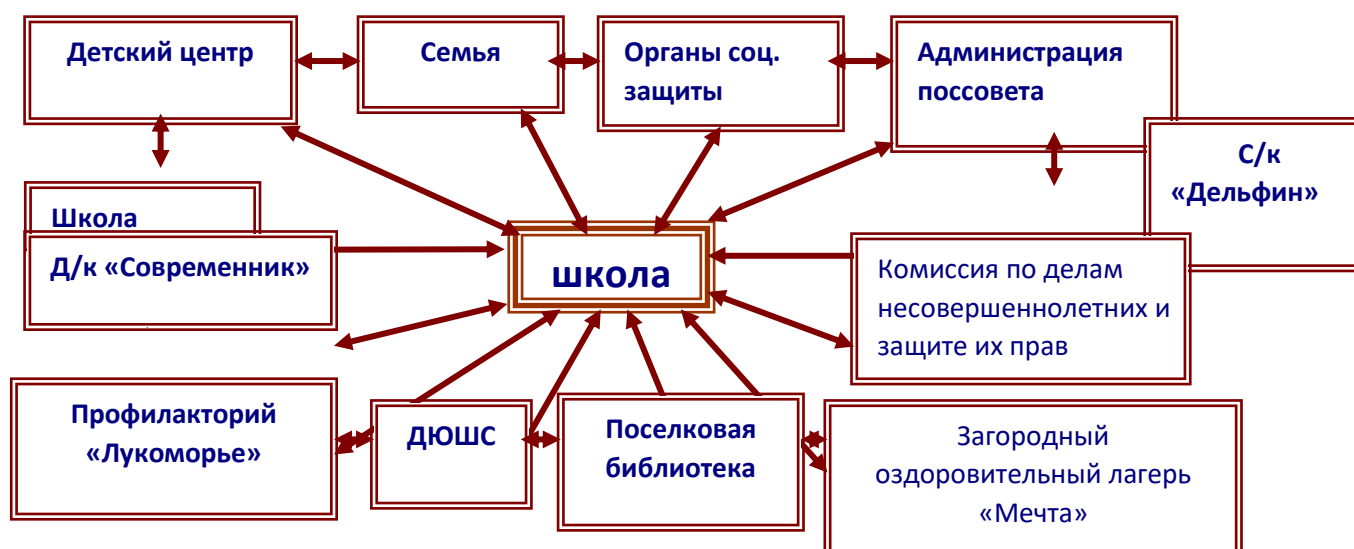 Детский центр
Семья
Органы соц.
защиты
Администрация
поссовета
С/к
«Дельфин»
Школа
Д/к «Современник»
школа
Комиссия по делам
несовершеннолетних и
защите их прав
Профилакторий
«Лукоморье»
ДЮШС
Поселковая
библиотека
Загородный
оздоровительный лагерь
«Мечта»